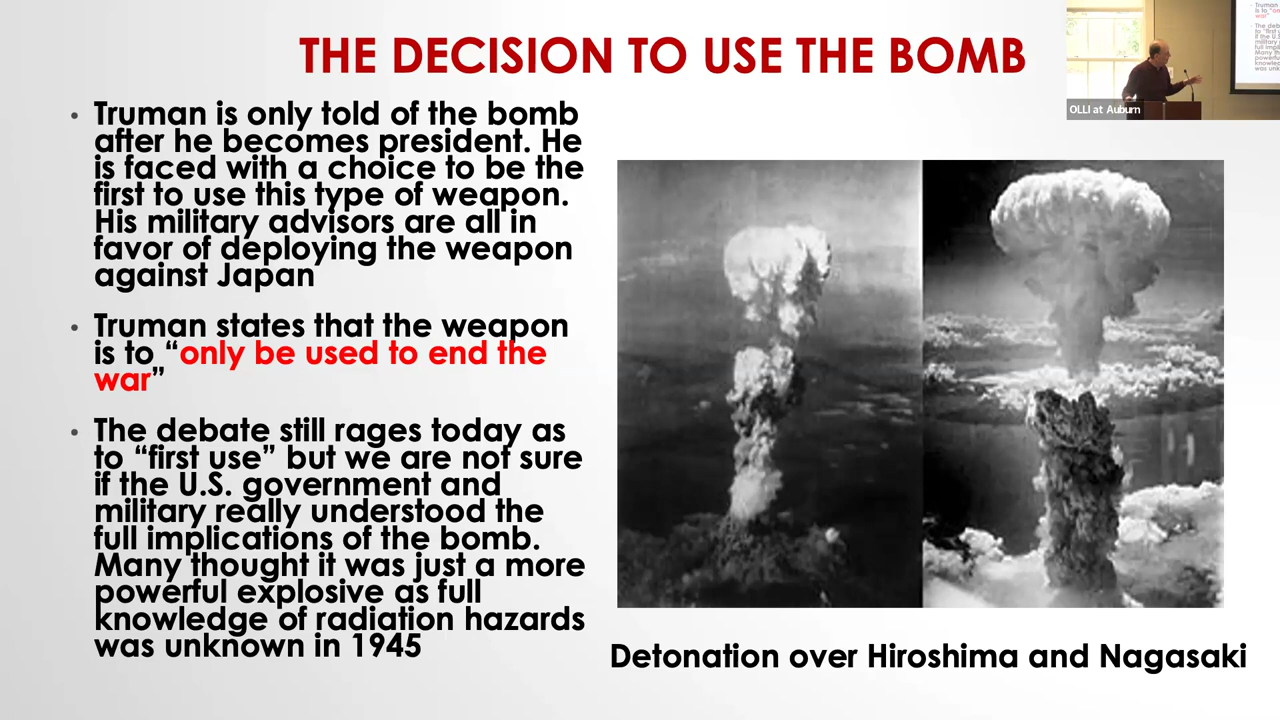 THE DECISION TO USE THE BOMB
OLLI at Auburn
• Truman is only told of the bomb
after he becomes president. He
is faced with a choice to be the
first to use this type of weapon.
His military advisors are all in
favor of deploying the weapon
against Japan
• Truman states that the weapon
is to “only be used to end the
war”
• The debate still rages today as
to “first use” but we are not sure
if the U.S. government and
military really understood the
full implications of the bomb.
Many thought it was just a more
powerful explosive as full
knowledge of radiation hazards
was unknown in 1945
Detonation over Hiroshima and Nagasaki